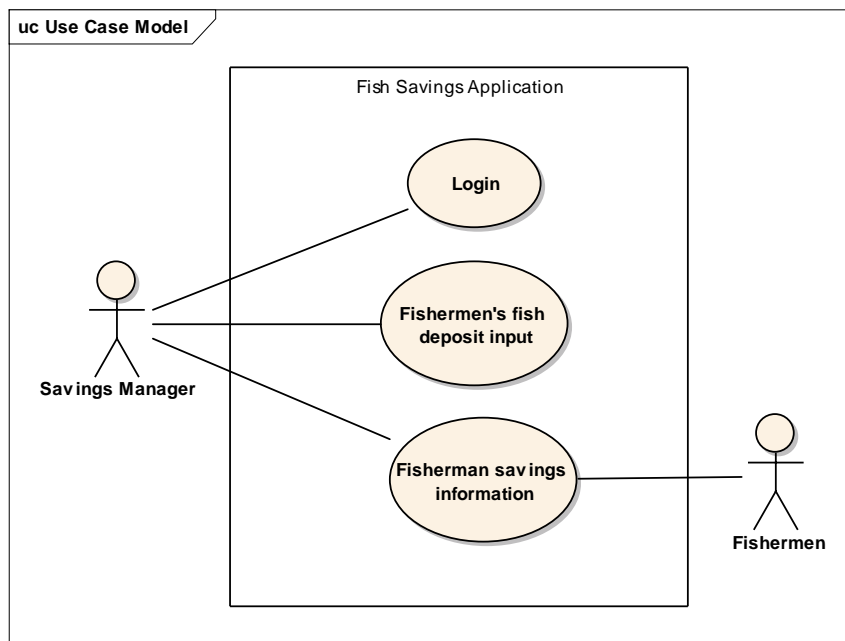 uc Use Case Model
Fish Savings Application
Login
Fishermen's fish
deposit input
Savings Manager
Fisherman savings
information
Fishermen